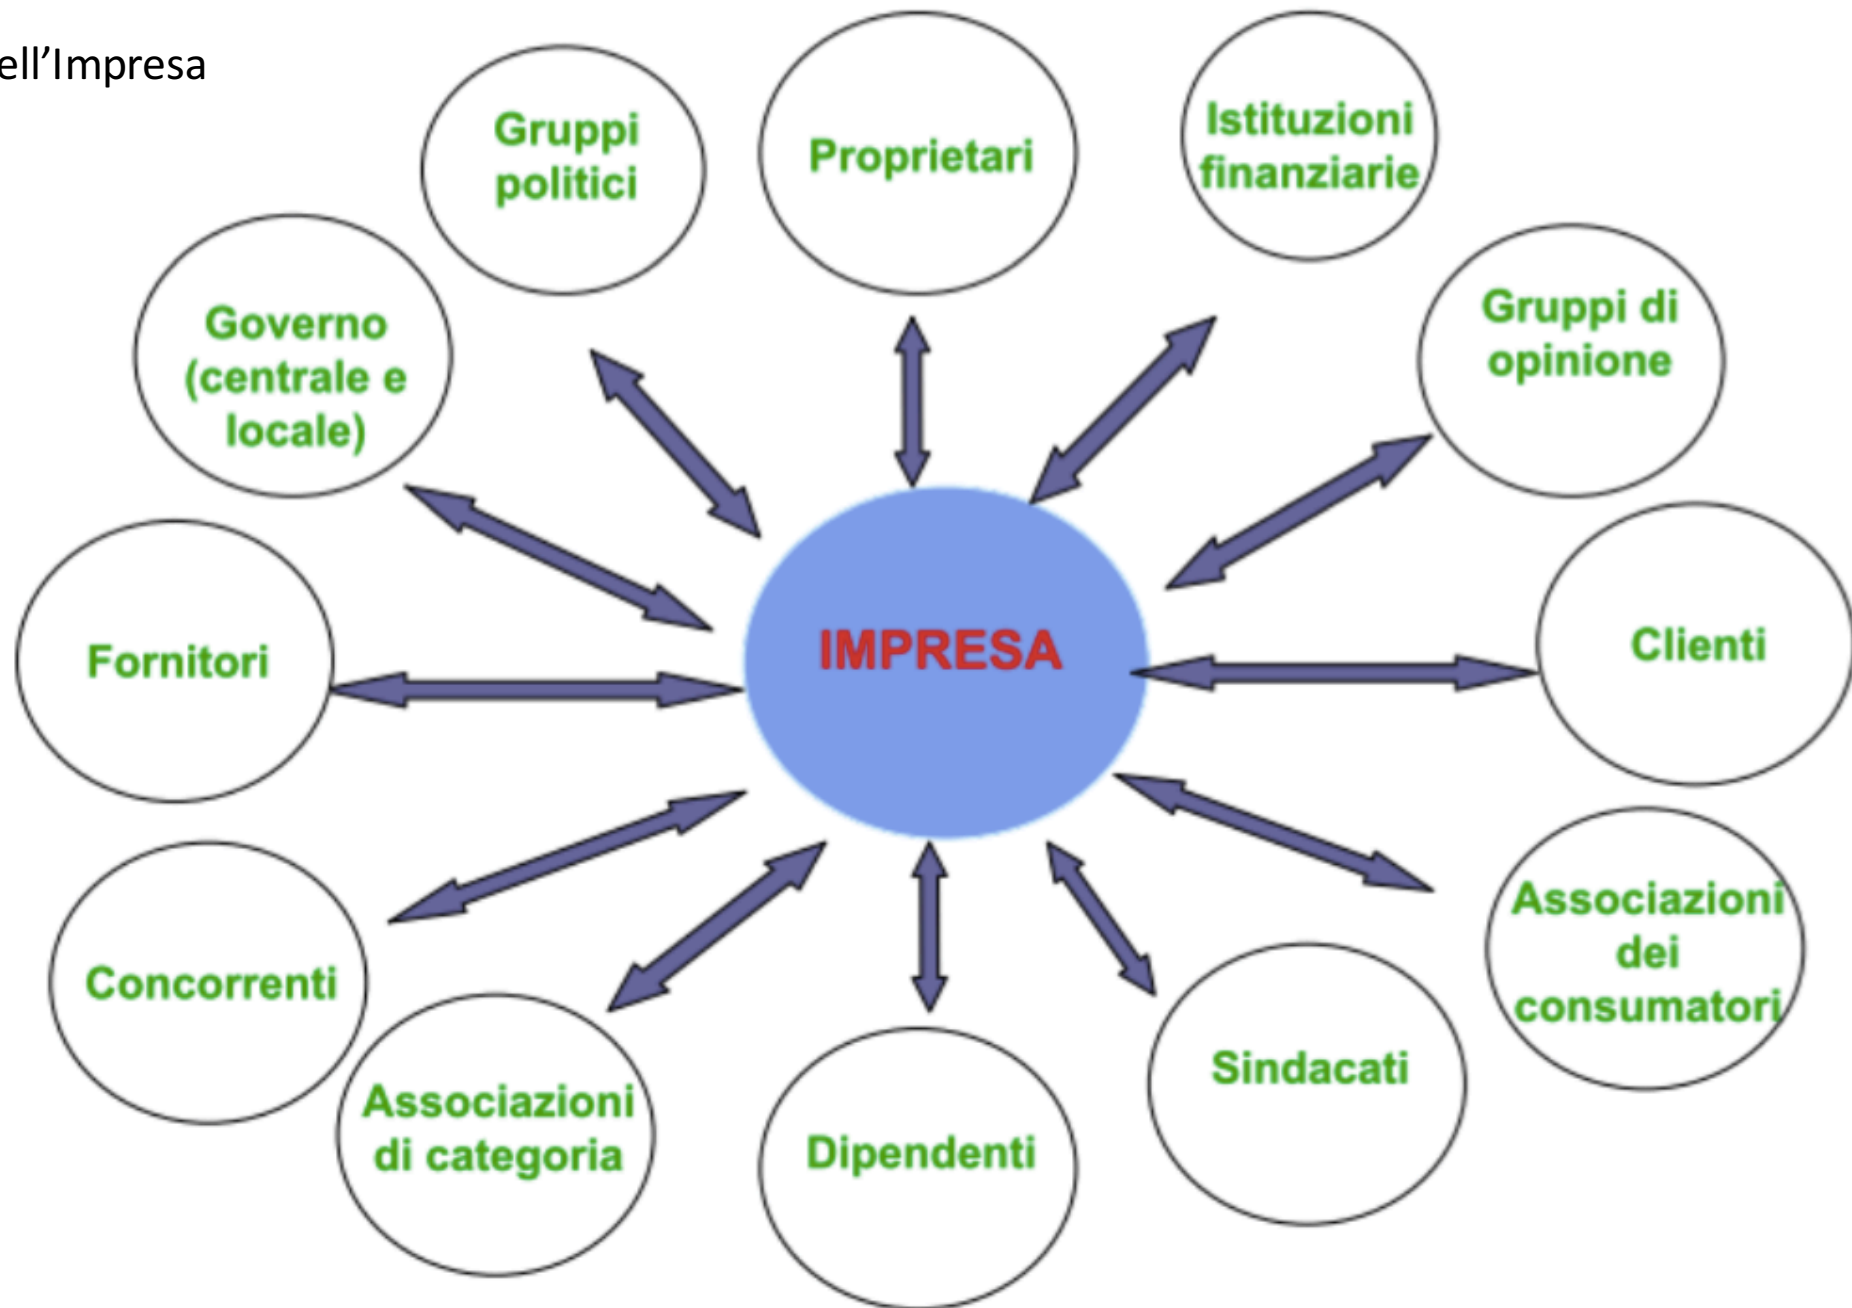 ell’Impresa
Gruppi
politici
Proprietari
Istituzioni
finanziarie
Governo
(centrale e
locale)
Gruppi di
opinione
Fornitori
IMPRESA
Clienti
Concorrenti
Associazioni
dei
consumatori
Associazioni
di categoria
Dipendenti
Sindacati